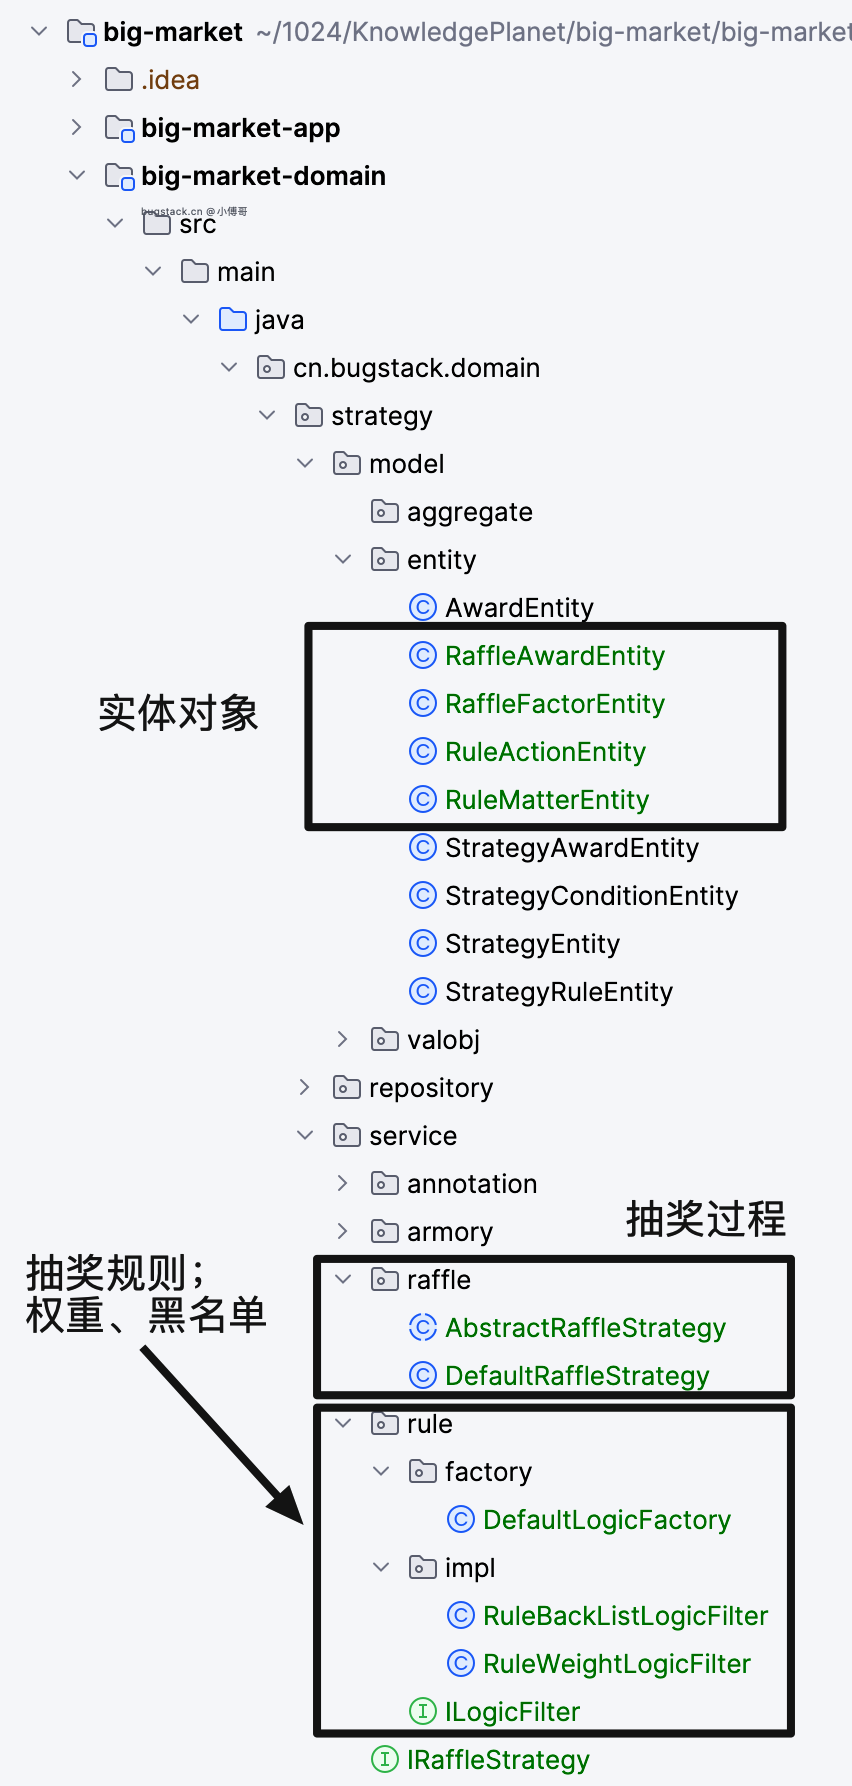 big-market ~/1024/KnowledgePlanet/big-market/big-market
.idea
big-market-app
big-market-domain
bugstack.cn @小傅哥
src
main
java
cn.bugstack.domain
strategy
model
aggregate
entity
AwardEntity
RaffleAwardEntity
实体对象
RaffleFactorEntity
RuleActionEntity
RuleMatterEntity
StrategyAwardEntity
StrategyConditionEntity
StrategyEntity
StrategyRuleEntity
valobj
repository
service
annotation
抽奖过程
armory
抽奖规则；
权重、黑名单
raffle
AbstractRaffleStrategy
DefaultRaffleStrategy
rule
factory
DefaultLogicFactory
impl
RuleBackListLogicFilter
RuleWeightLogicFilter
ILogicFilter
IRaffleStrategy